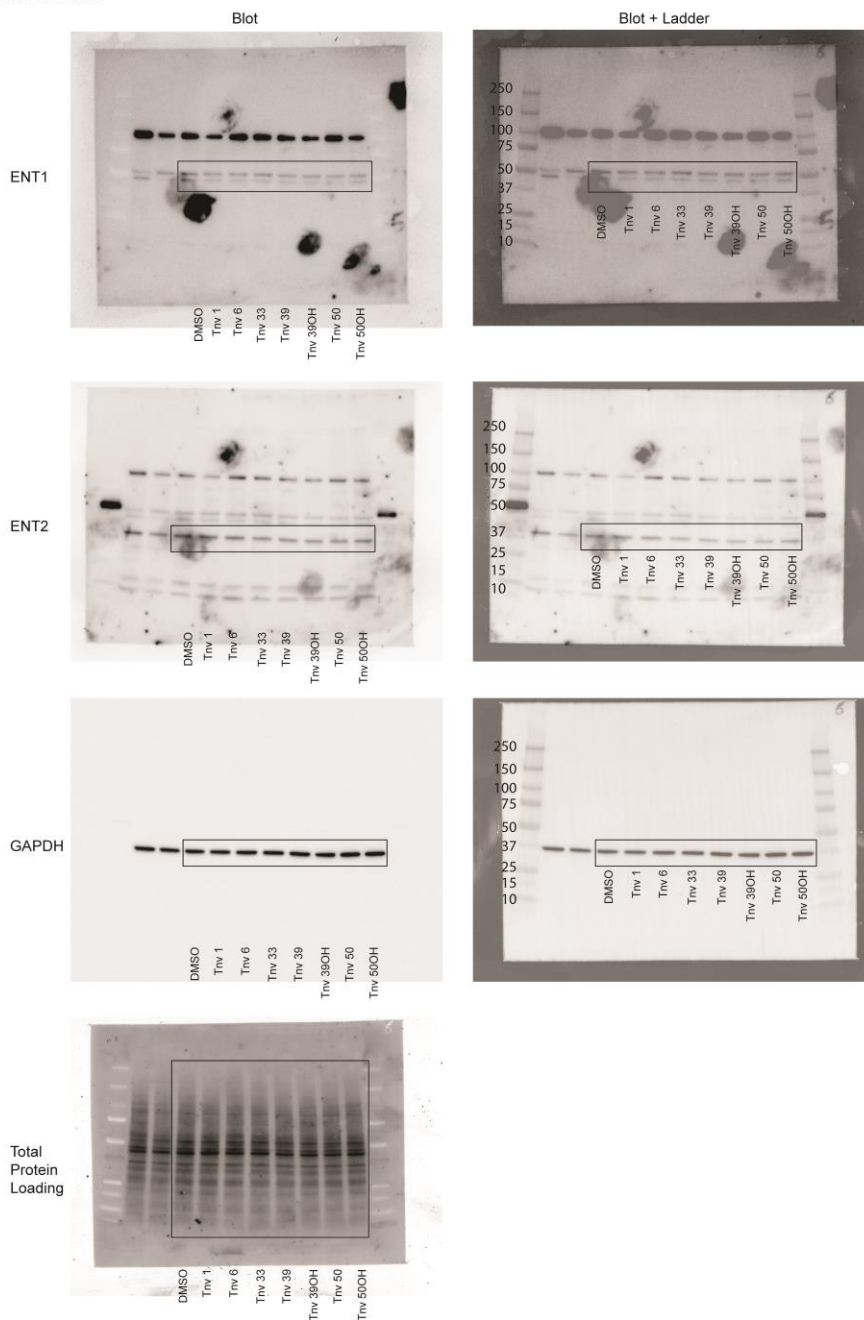 Blot
Blot + Ladder
ENT1
DMSO
Tnv 1
Tnv 6
Tnv 33
Tnv 39
Tnv 39OH
Tnv 50
Tnv 50OH
250
150
100
75
50
37
25
15
10
DMSO
Tnv 1
Tnv 6
Tnv 33
Tnv 39
Tnv 39OH
Tnv 50
Tnv 50OH
ENT2
DMSO
Tnv 1
Tnv 6
Tnv 33
Tnv 39
Tnv 39OH
Tnv 50
Tnv 50OH
250
150
100
75
50
37
25
15
10
DMSO
Tnv 1
Tnv 6
Tnv 33
Tnv 39
Tnv 39OH
Tnv 50
Tnv 50OH
GAPDH
DMSO
Tnv 1
Tnv 6
Tnv 33
Tnv 39
Tnv 39OH
Tnv 50
Tnv 50OH
250
150
100
75
50
37
25
15
10
DMSO
Tnv 1
Tnv 6
Tnv 33
Tnv 39
Tnv 39OH
Tnv 50
Tnv 50OH
Total
Protein
Loading
DMSO
Tnv 1
Tnv 6
Tnv 33
Tnv 39
Tnv 39OH
Tnv 50
Tnv 50OH